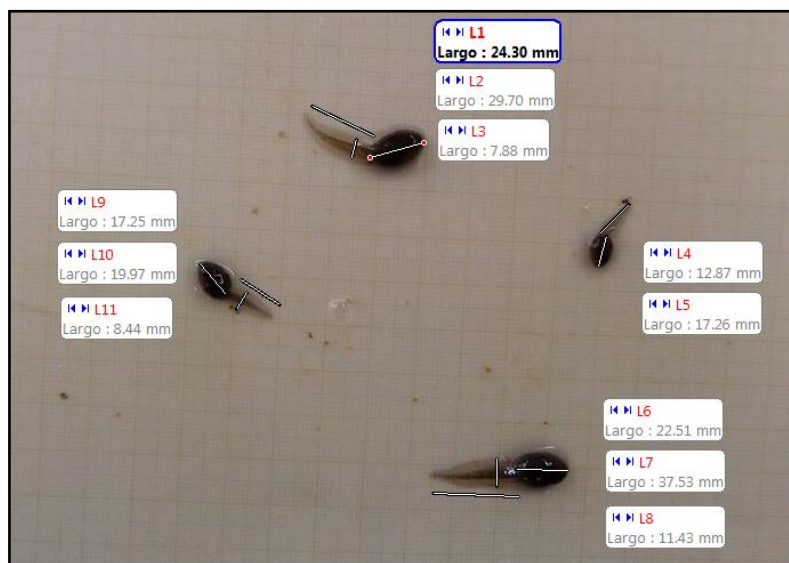 L1
Largo : 24.30 mm
L2
Largo : 29.70 mm
L3
Largo : 7.88 mm
L9
Largo : 17.25 mm
L10
Largo : 19.97 mm
L11
Largo : 8.44 mm
L4
Largo : 12.87 mm
L5
Largo : 17.26 mm
L6
Largo : 22.51 mm
L7
Largo : 37.53 mm
L8
Largo : 11.43 mm